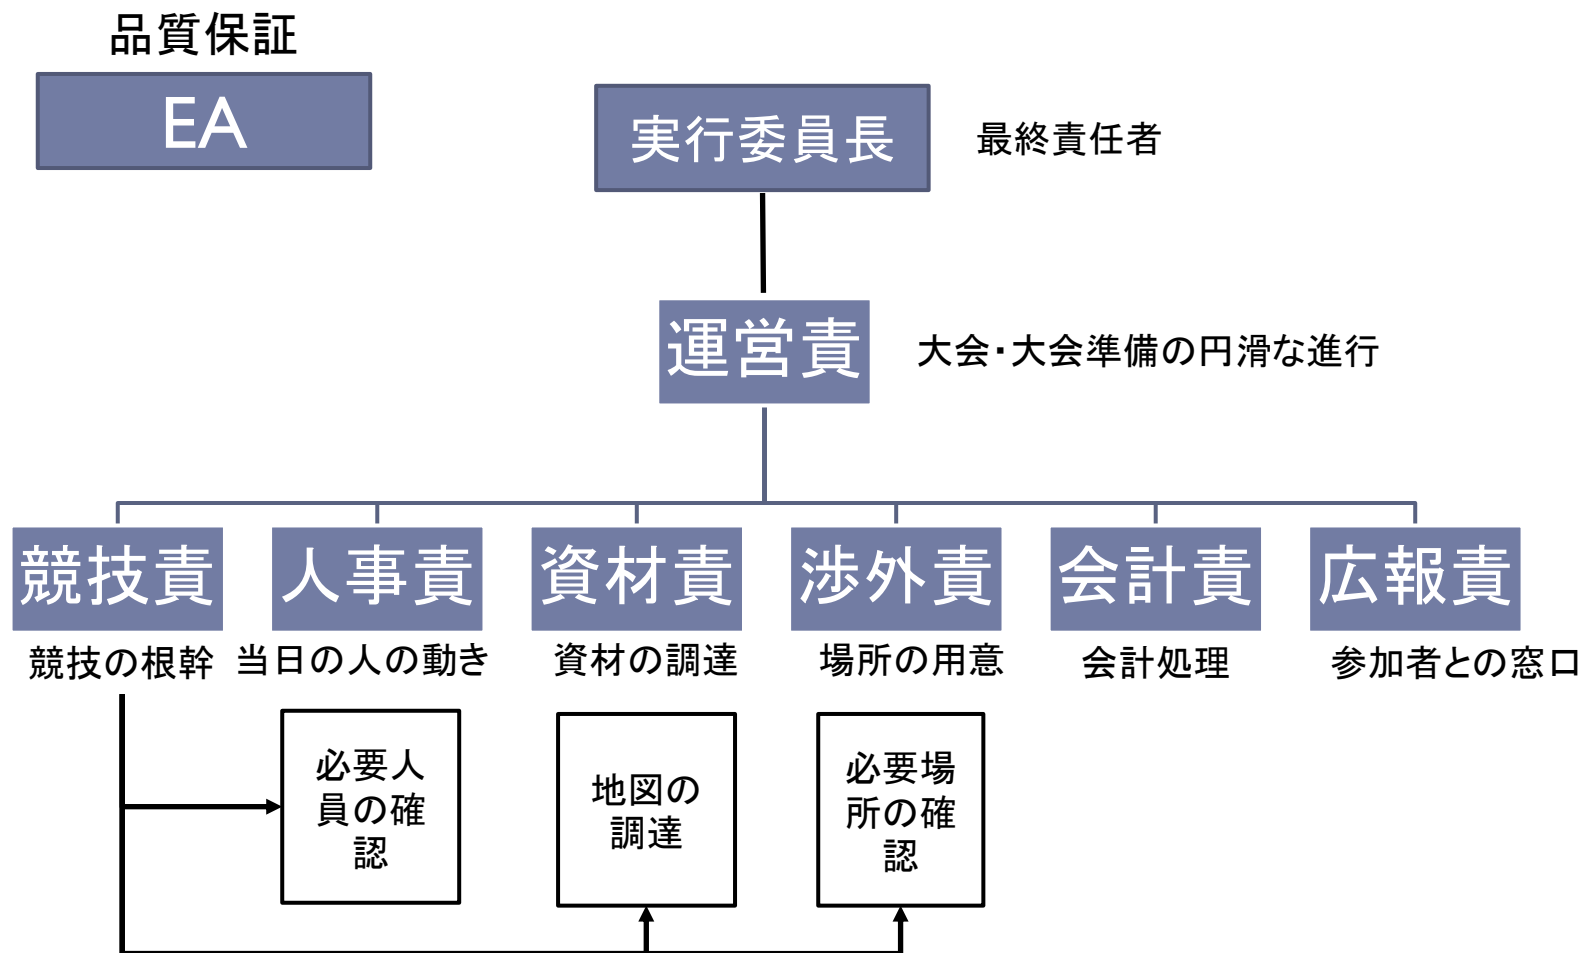 品質保証
EA
実行委員長
最終責任者
運営責
大会・大会準備の円滑な進行
競技責
人事責
資材責
渉外責
会計責
広報責
競技の根幹
当日の人の動き
資材の調達
場所の用意
会計処理
参加者との窓口
必要人
員の確
認
地図の
調達
必要場
所の確
認